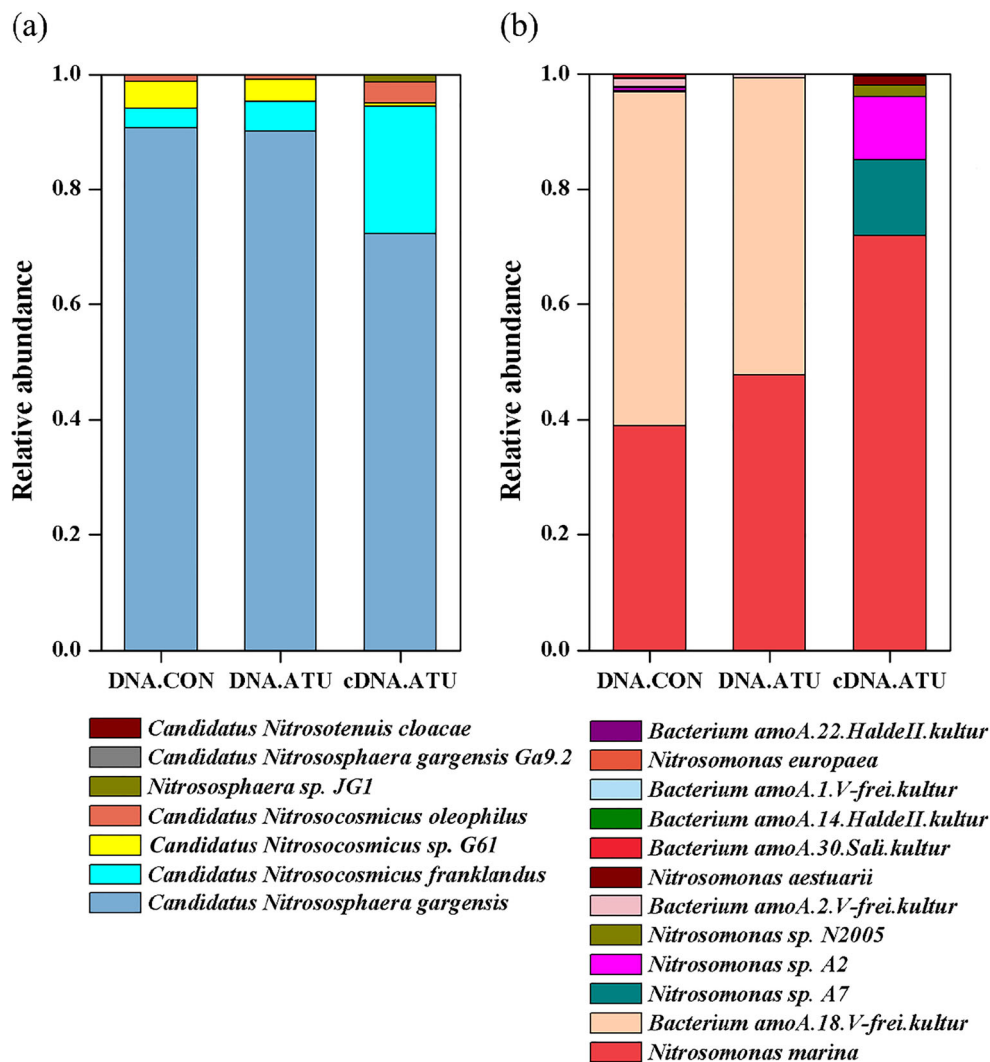 (a)
(b)
Relative abundance
1.0
0.8
0.6
0.4
0.2
0.0
DNA.CON DNA.ATU cDNA.ATU
Candidatus Nitrosotenuis cloacae
Candidatus Nitrososphaera gargensis Ga9.2
Nitrososphaera sp. JG1
Candidatus Nitrosocosmicus oleophilus
Candidatus Nitrosocosmicus sp. G61
Candidatus Nitrosocosmicus franklandus
Candidatus Nitrososphaera gargensis
Relative abundance
1.0
0.8
0.6
0.4
0.2
0.0
DNA.CON DNA.ATU cDNA.ATU
Bacterium amoA.22.HaldeII.kultur
Nitrosomonas europaea
Bacterium amoA.1.V-frei.kultur
Bacterium amoA.14.HaldeII.kultur
Bacterium amoA.30.Sali.kultur
Nitrosomonas aestuarii
Bacterium amoA.2.V-frei.kultur
Nitrosomonas sp. N2005
Nitrosomonas sp. A2
Nitrosomonas sp. A7
Bacterium amoA.18.V-frei.kultur
Nitrosomonas marina